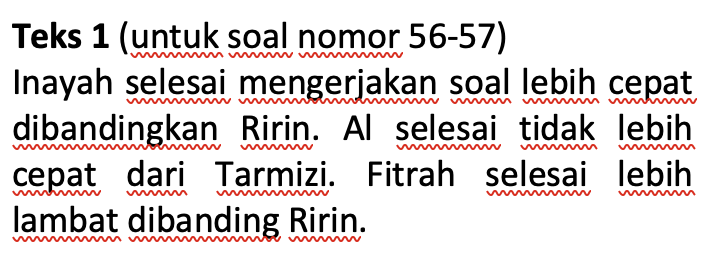 Teks 1 (untuk soal nomor 56-57)
Inayah selesai mengerjakan soal lebih cepat
dibandingkan Ririn. Al selesai tidak lebih
cepat dari Tarmizi. Fitrah selesai lebih
lambat dibanding Ririn.